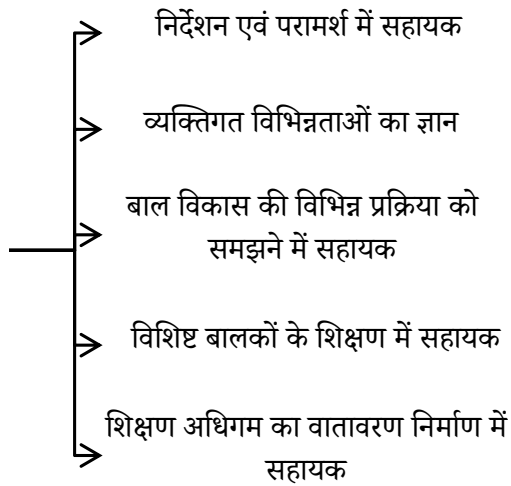 निर्देशन एवं परामर्श में सहायक
व्यक्तिगत विभिन्नताओं का ज्ञान
बाल विकास की विभिन्न प्रक्रिया को
समझने में सहायक
विशिष्ट बालकों के शिक्षण में सहायक
शिक्षण अधिगम का वातावरण निर्माण में
सहायक